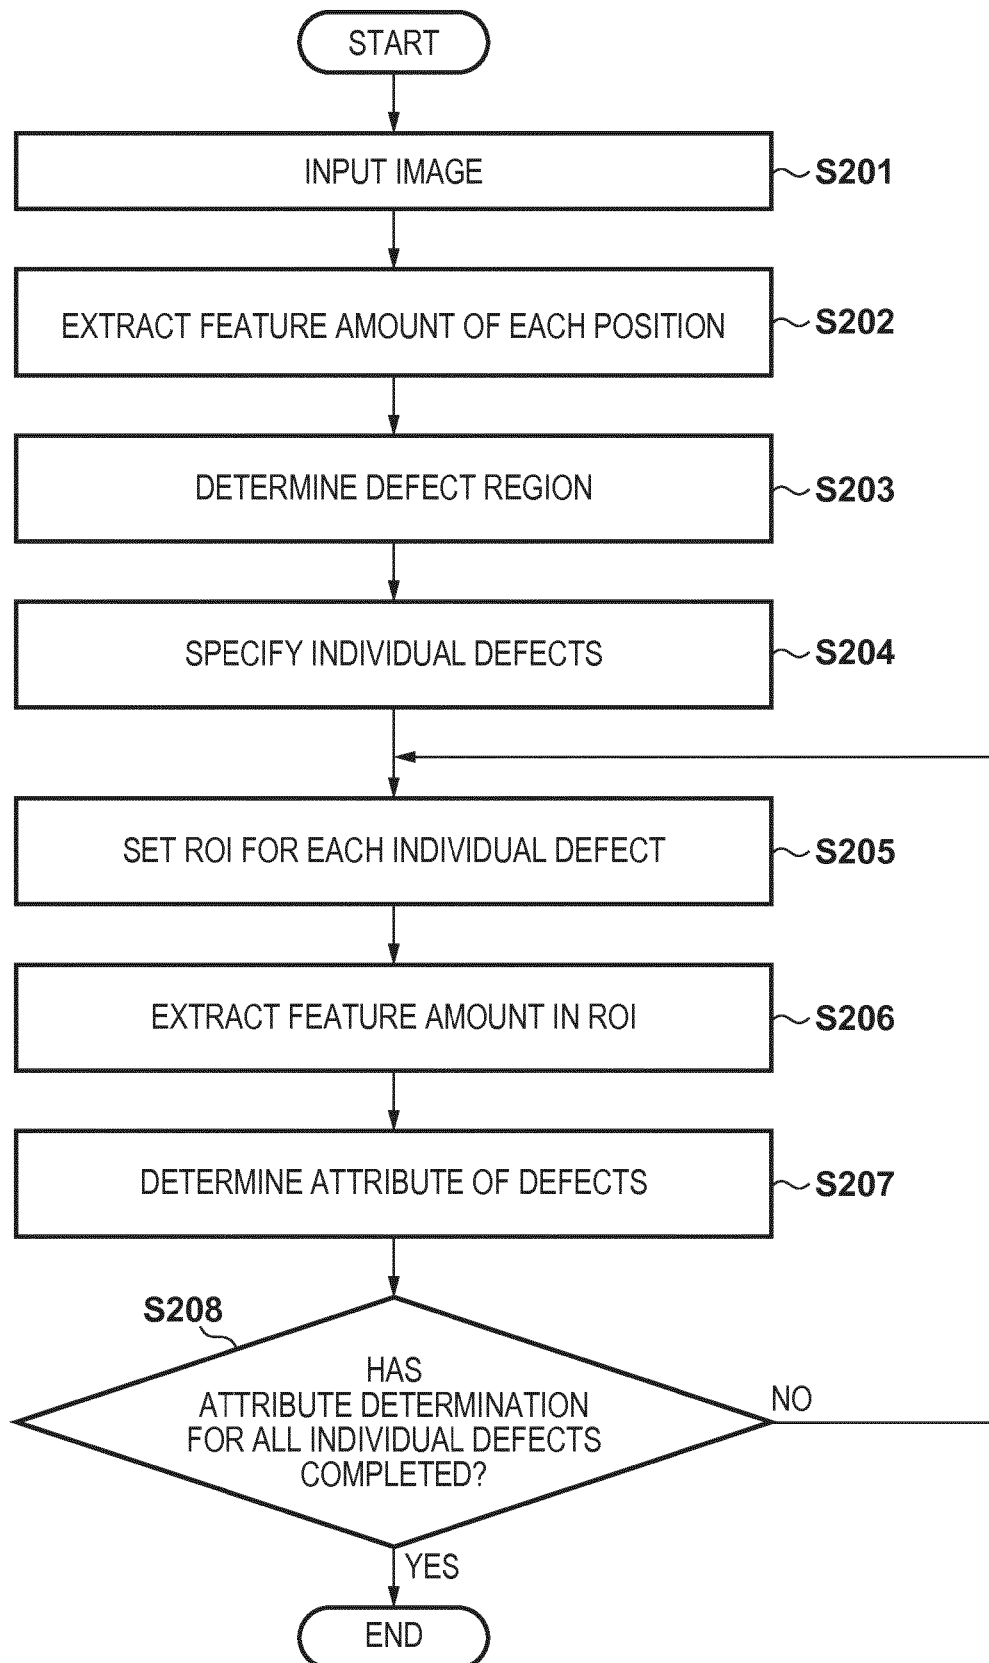 START
INPUT IMAGE
S201
EXTRACT FEATURE AMOUNT OF EACH POSITION
S202
DETERMINE DEFECT REGION
S203
SPECIFY INDIVIDUAL DEFECTS
S204
SET ROI FOR EACH INDIVIDUAL DEFECT
S205
EXTRACT FEATURE AMOUNT IN ROI
S206
DETERMINE ATTRIBUTE OF DEFECTS
S207
S208
HAS
ATTRIBUTE DETERMINATION
FOR ALL INDIVIDUAL DEFECTS
COMPLETED?
NO
YES
END